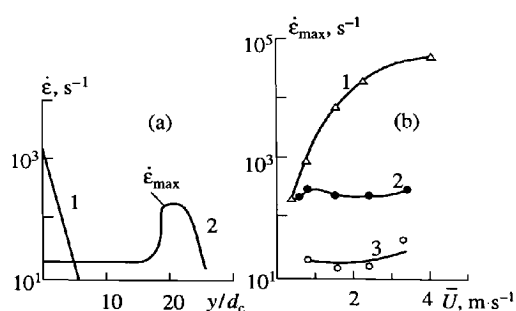 ε̇, s⁻¹
(a)
10³
1
ε̇max
2
10¹
10
20
y/dc
ε̇max, s⁻¹
10⁵
1
(b)
10³
2
3
10¹
2
4
Ū, m·s⁻¹